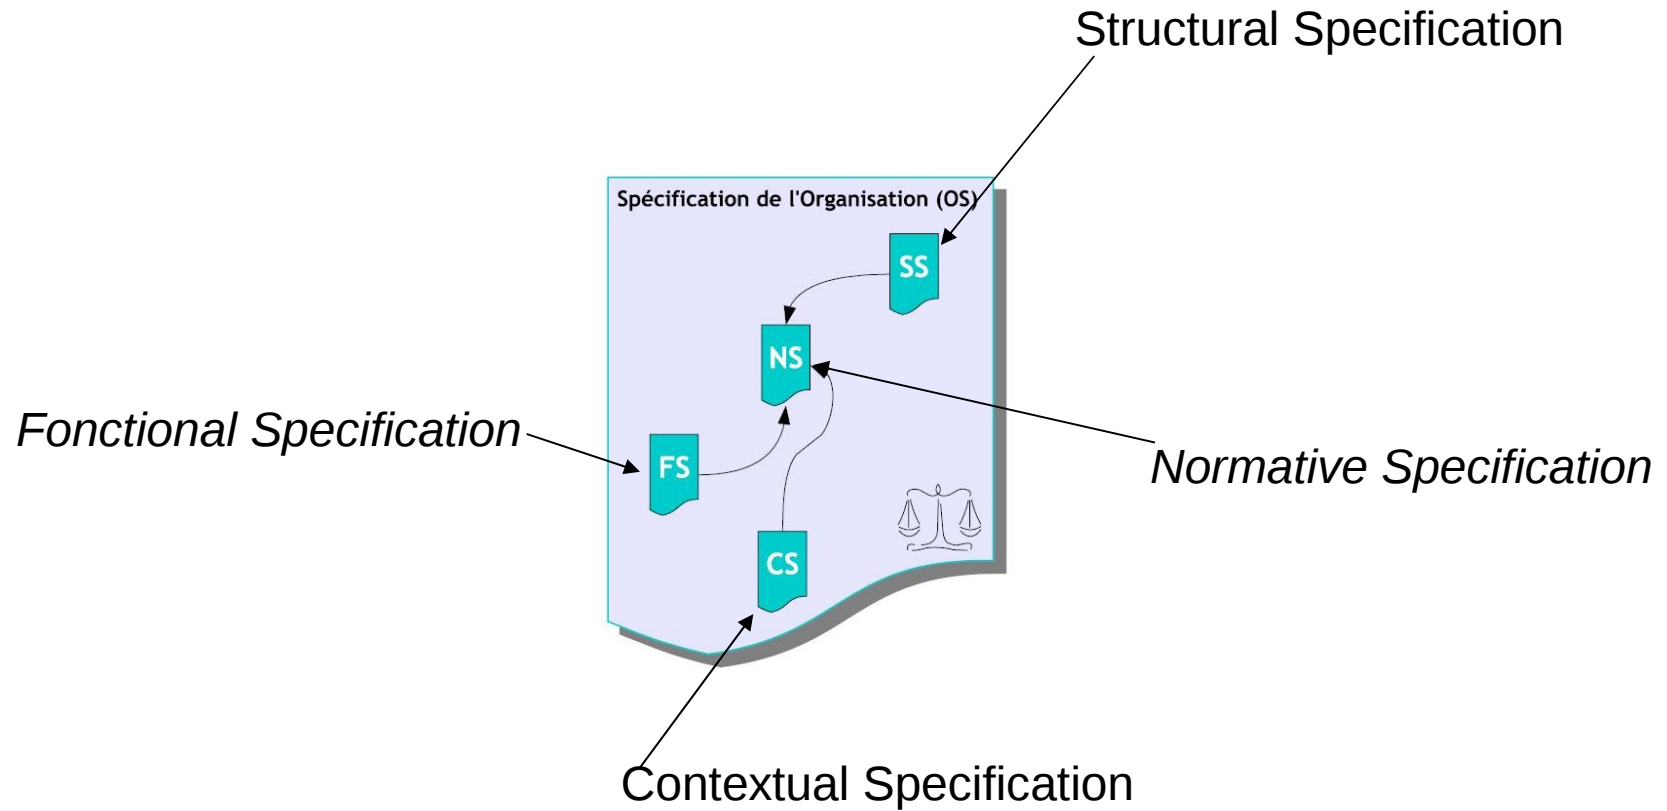 Structural Specification
Spécification de l'Organisation (OS)
SS
NS
Fonctional Specification
FS
Normative Specification
CS
Contextual Specification